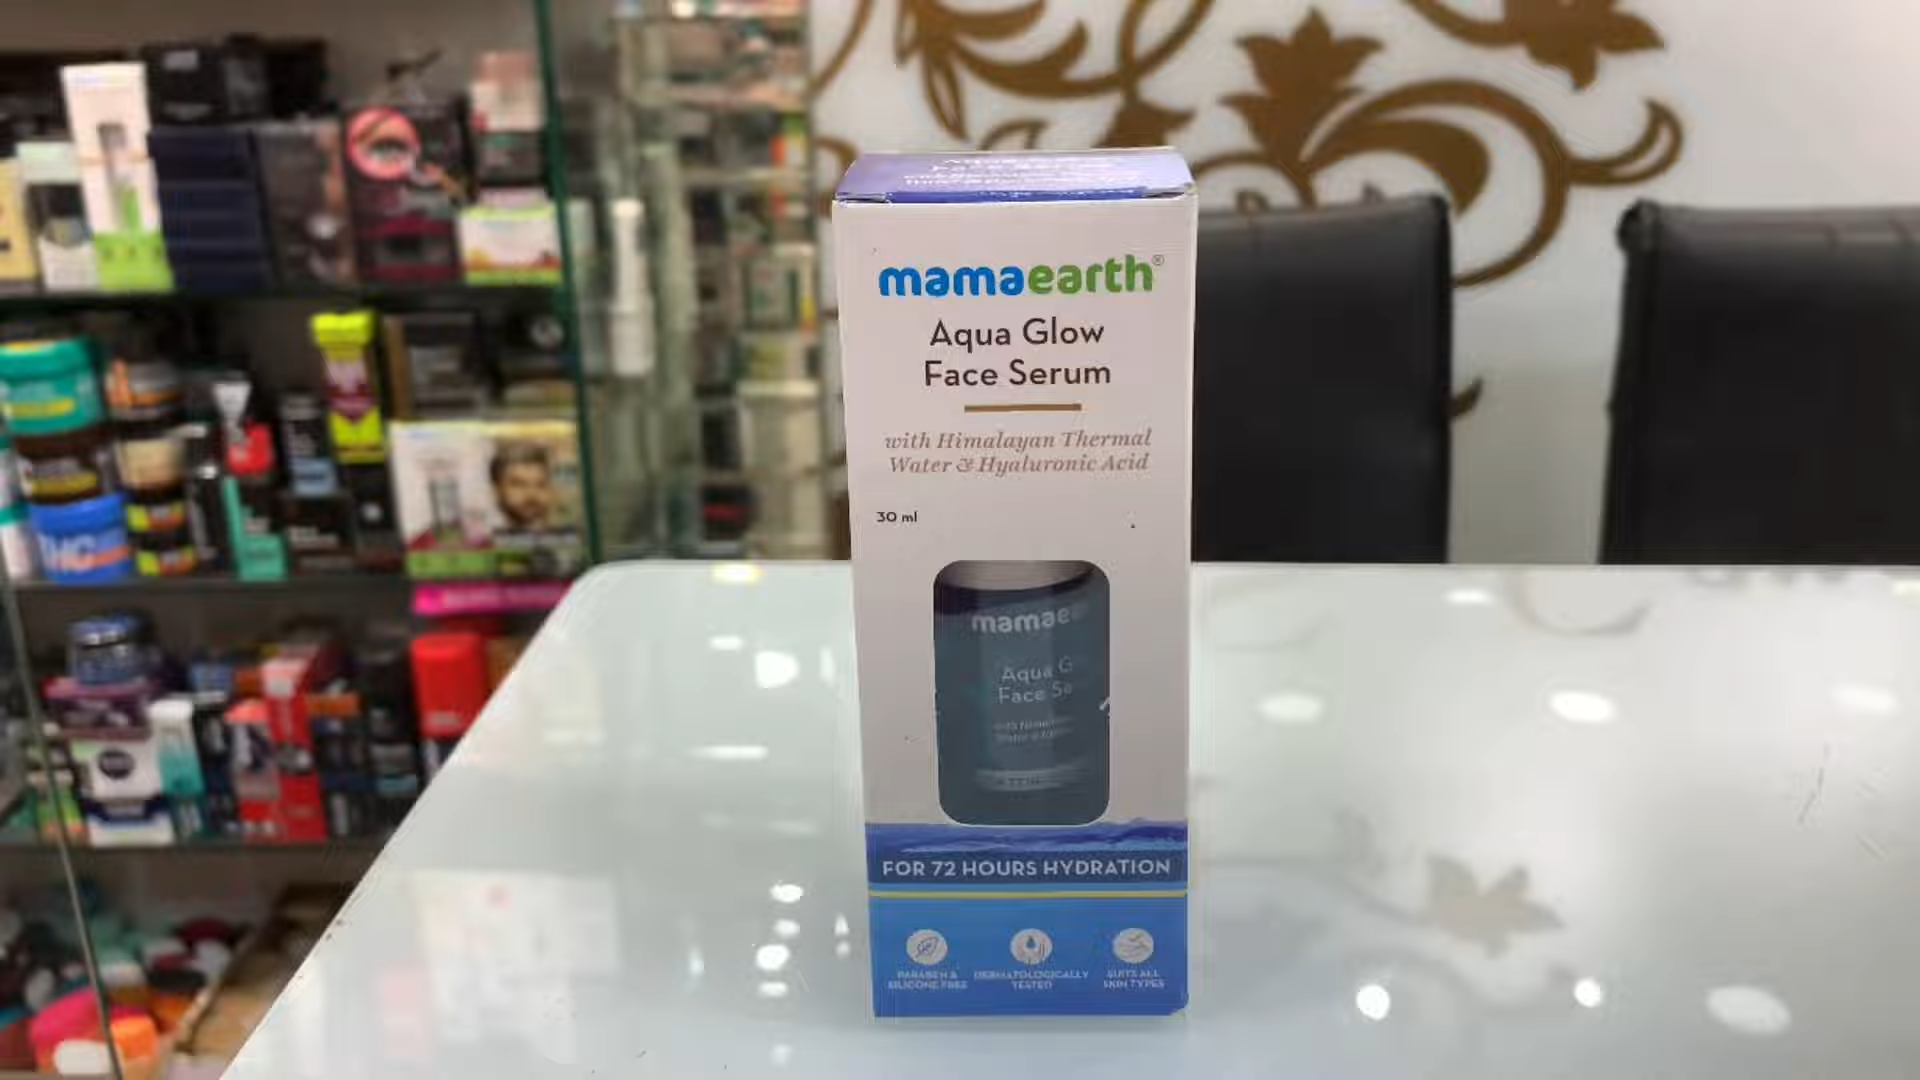 mamaearth®
Aqua Glow
Face Serum
with Himalayan Thermal
Water & Hyaluronic Acid
30 ml
mamae
Aqua G
Face Se
FOR 72 HOURS HYDRATION
PARABEN & SILICONE FREE
DERMATOLOGICALLY TESTED
SUITS ALL SKIN TYPES